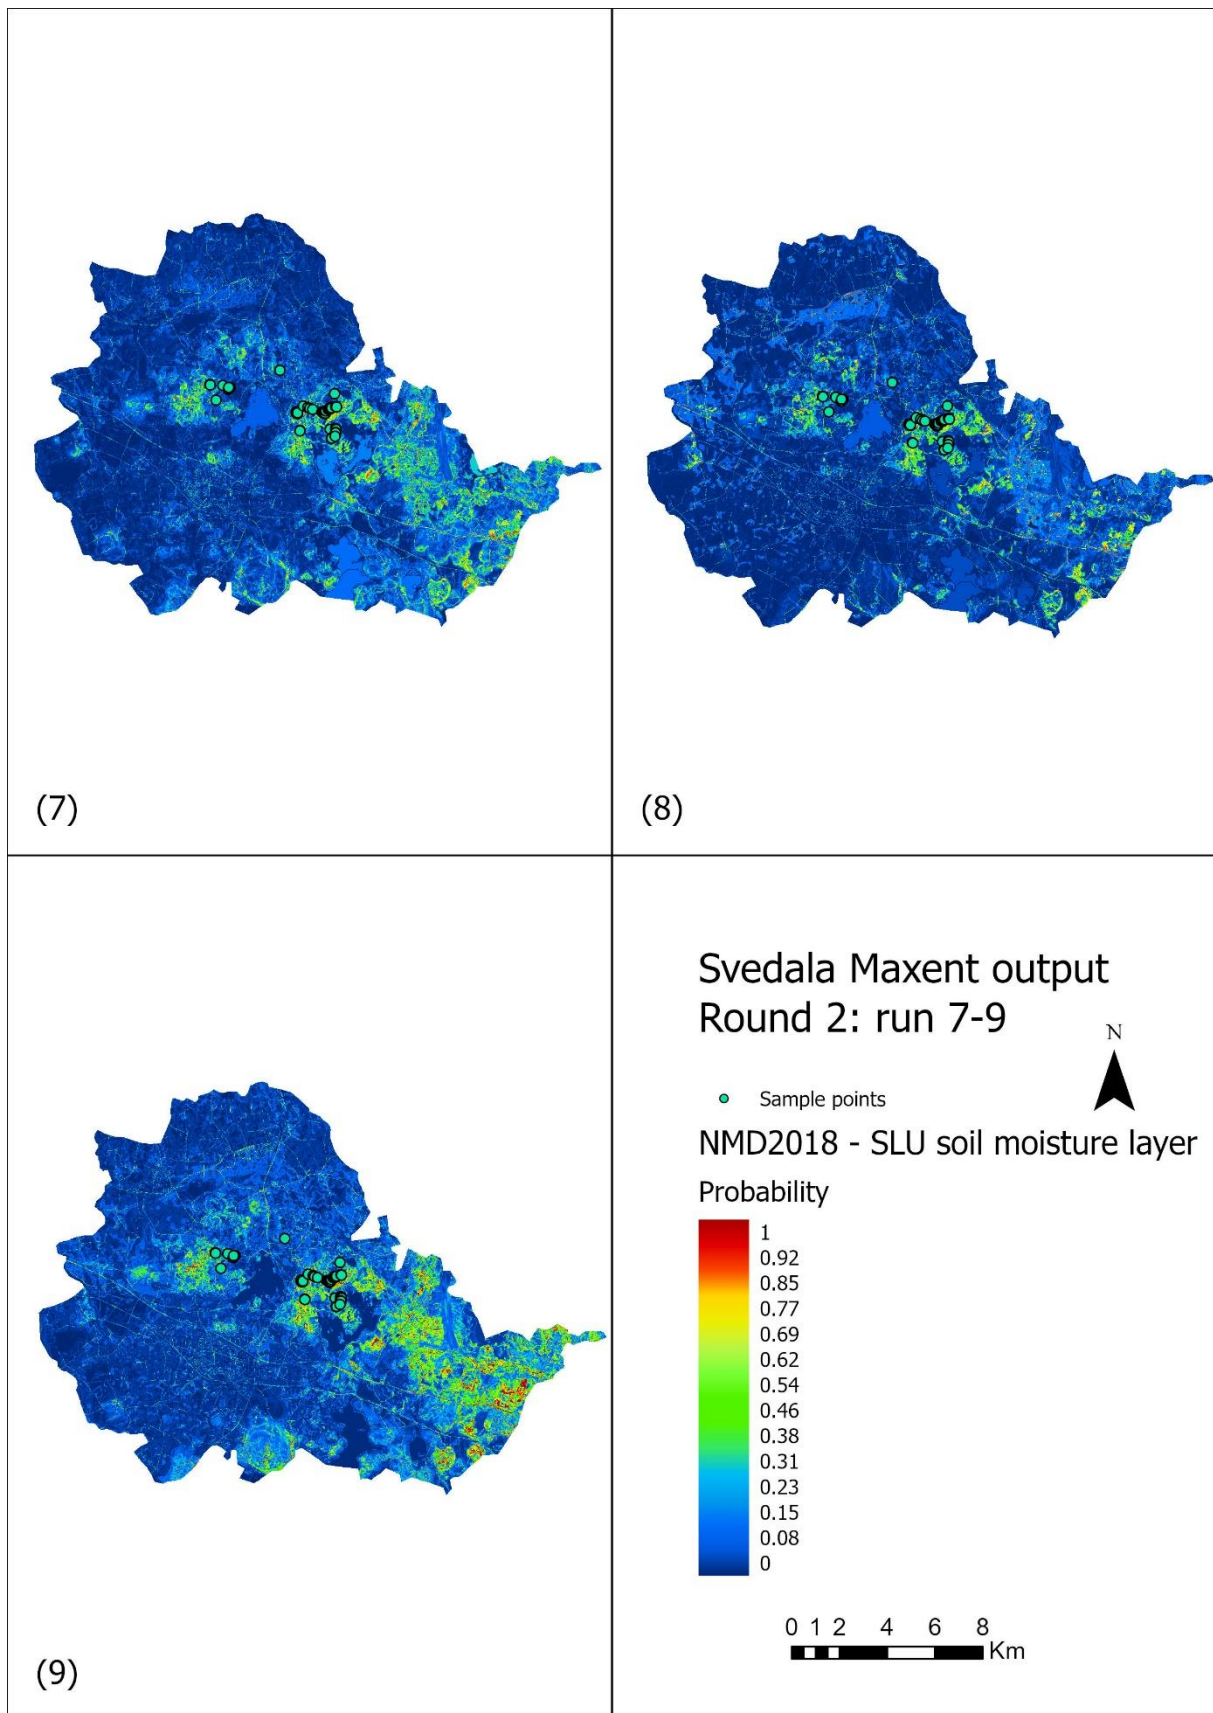 (7)
(8)
(9)
Svedala Maxent output
Round 2: run 7-9
N
Sample points
NMD2018 - SLU soil moisture layer
Probability
1
0.92
0.85
0.77
0.69
0.62
0.54
0.46
0.38
0.31
0.23
0.15
0.08
0
0 1 2 4 6 8
Km